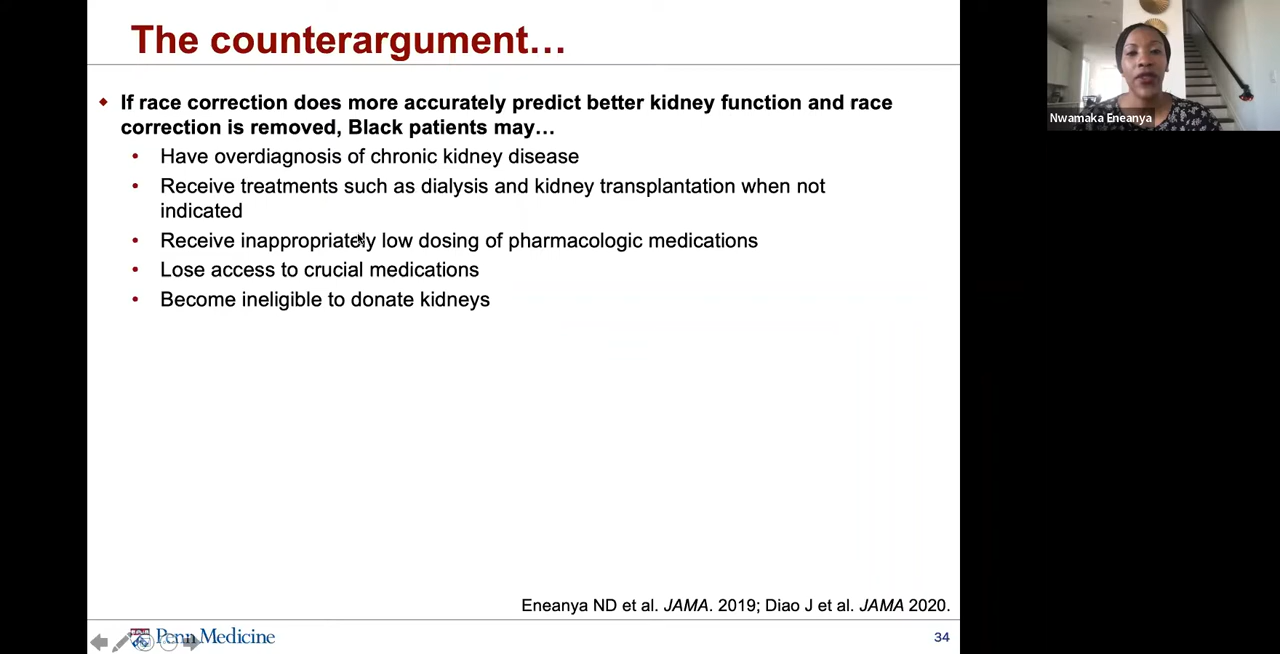 The counterargument…
If race correction does more accurately predict better kidney function and race
correction is removed, Black patients may…
Have overdiagnosis of chronic kidney disease
Receive treatments such as dialysis and kidney transplantation when not
indicated
Receive inappropriately low dosing of pharmacologic medications
Lose access to crucial medications
Become ineligible to donate kidneys
Eneanya ND et al. JAMA. 2019; Diao J et al. JAMA 2020.
Penn Medicine
34
Nwamaka Eneanya